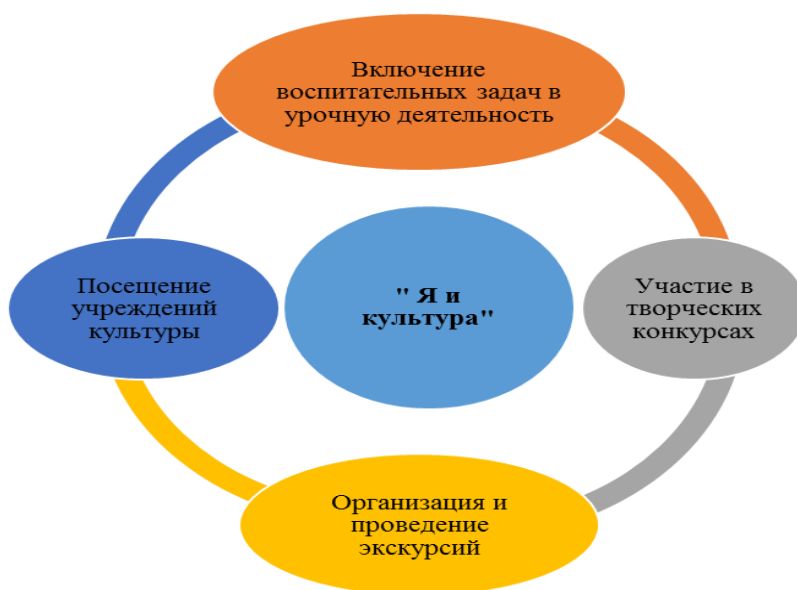 Включение
воспитательных задач в
урочную деятельность
Посещение
учреждений
культуры
" Я и
культура"
Участие в
творческих
конкурсах
Организация и
проведение
экскурсий